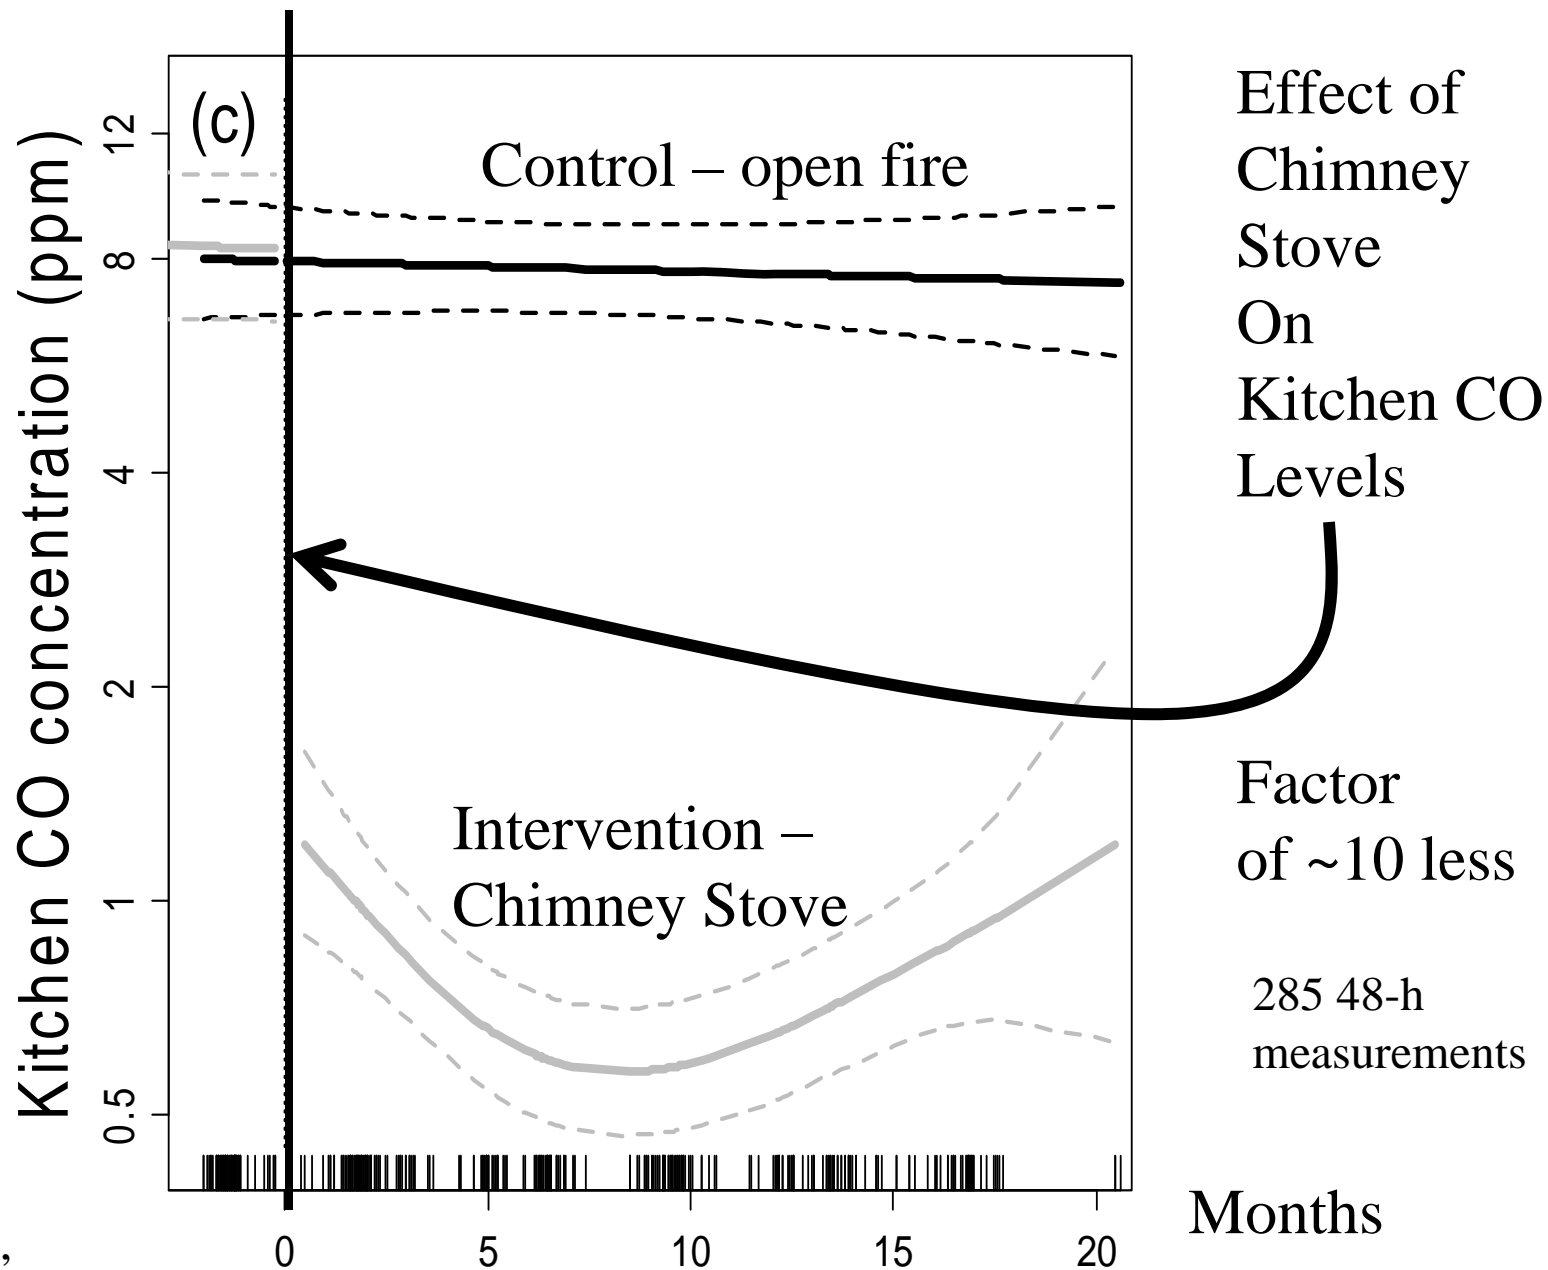 Kitchen CO concentration (ppm)
12
8
4
2
1
0.5
(c)
Control – open fire
Intervention –
Chimney Stove
0 5 10 15 20
Months
Effect of
Chimney
Stove
On
Kitchen CO
Levels
Factor
of ~10 less
285 48-h
measurements
,